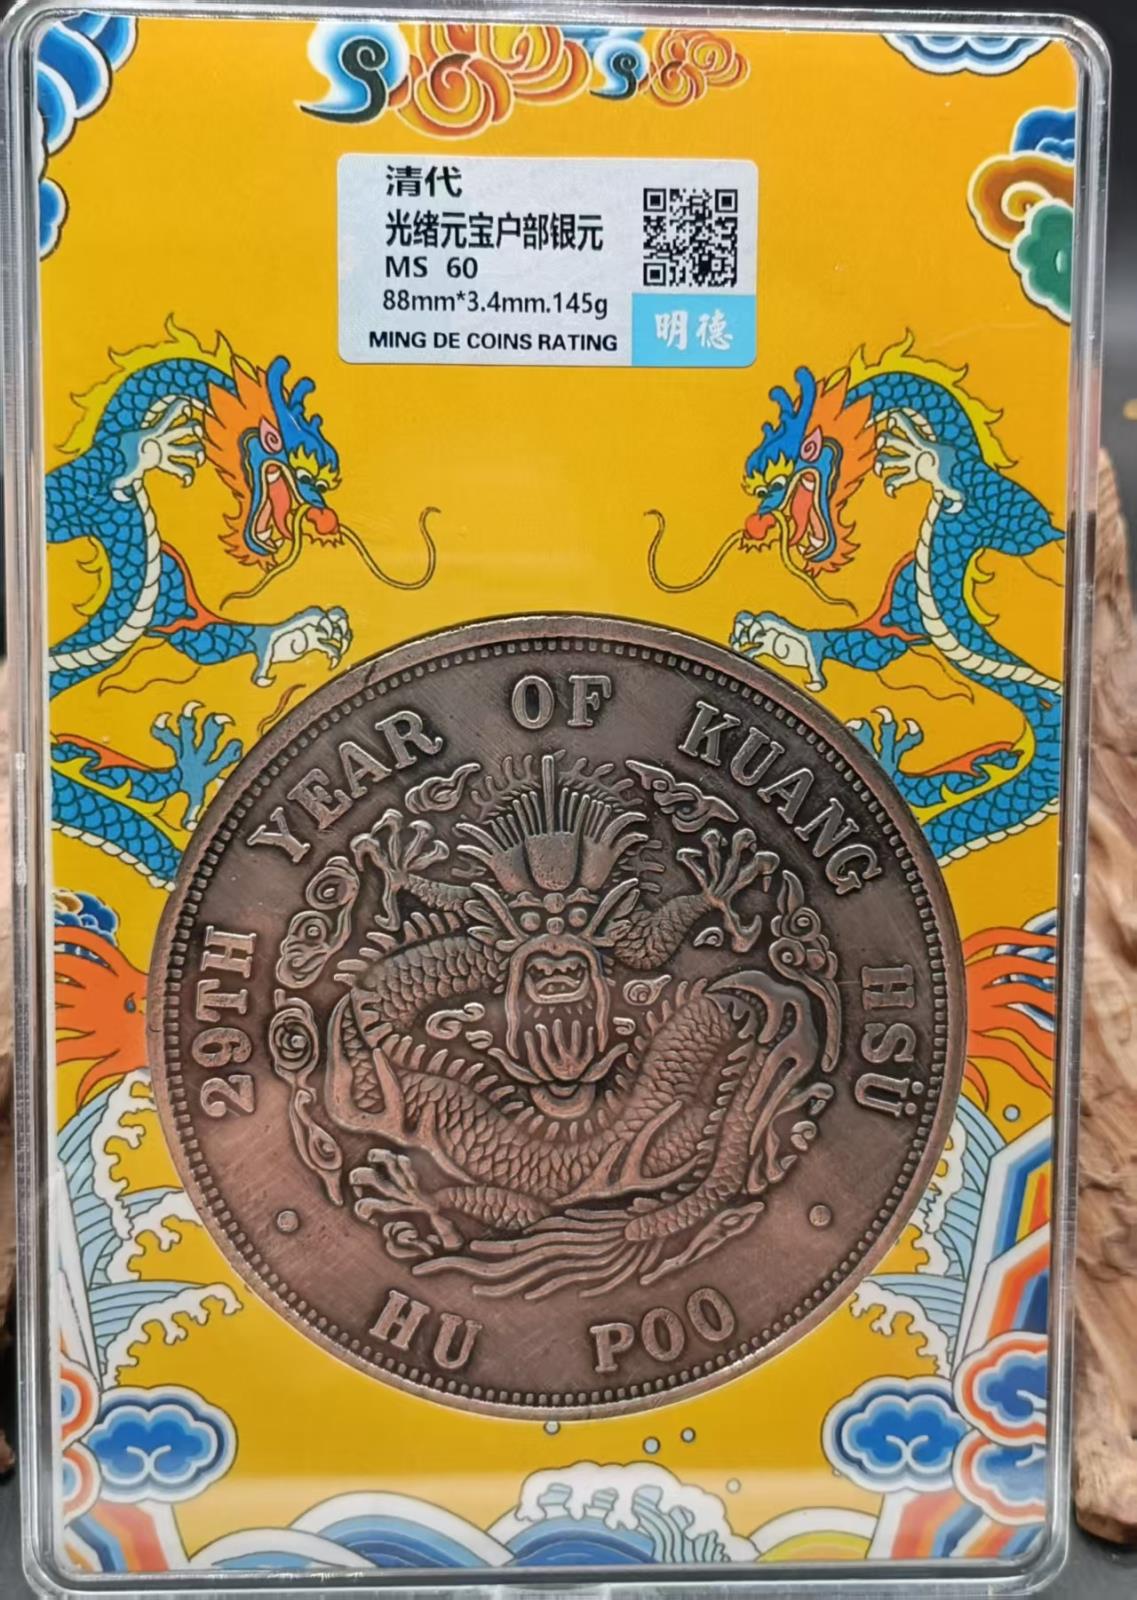 清代
光绪元宝户部银元
MS 60
88mm*3.4mm.145g
MING DE COINS RATING
明德
29TH YEAR OF KUANG HSÜ
HU POO